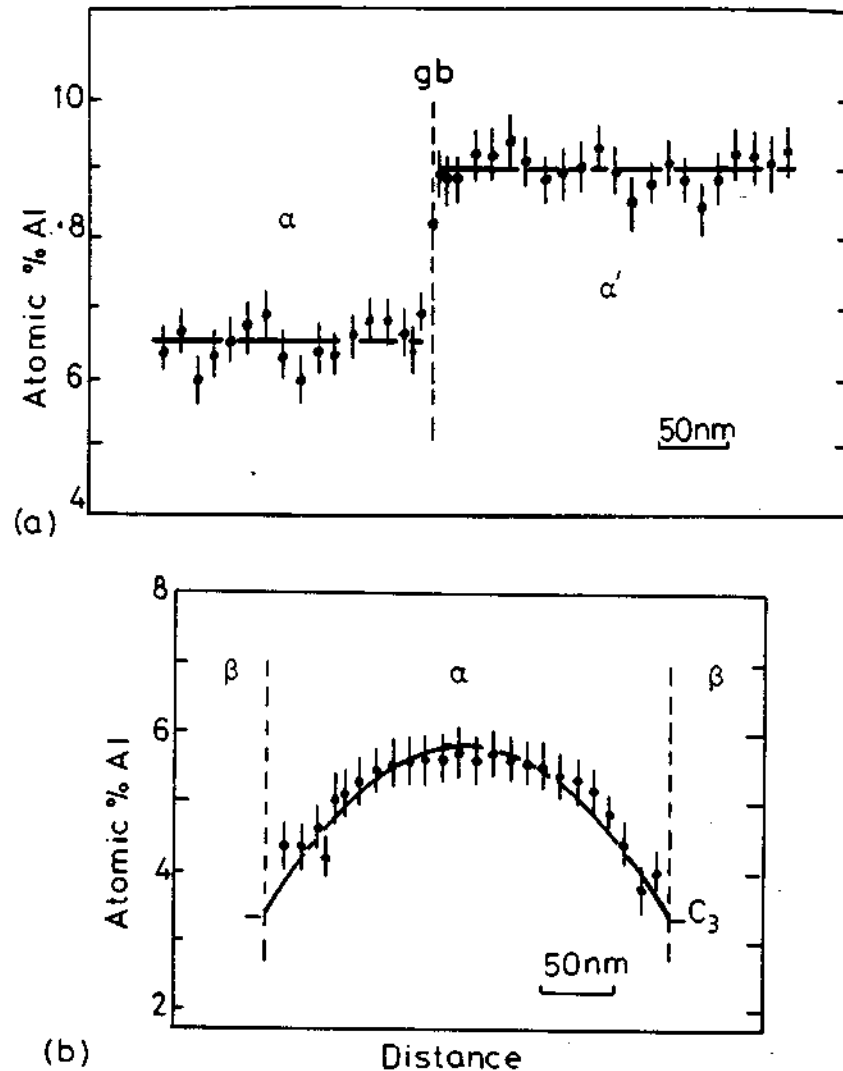 gb
10
8
6
4
Atomic % Al
α
α'
50nm
(a)
8
6
4
2
Atomic % Al
β
α
β
C3
50nm
(b)
Distance